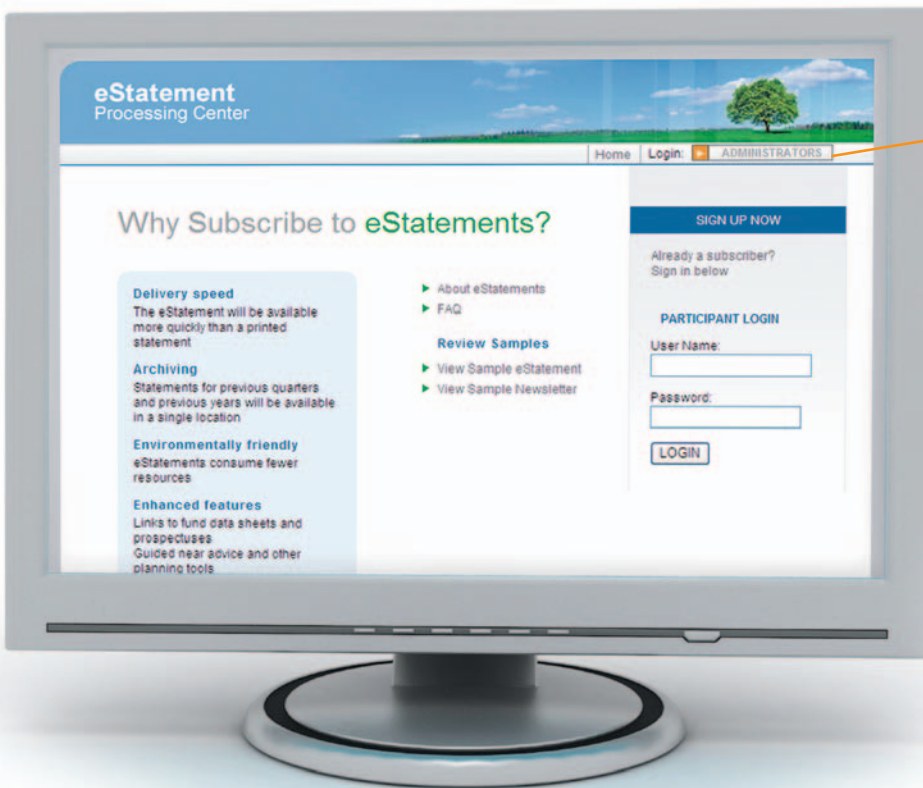 eStatement
Processing Center
Home Login: ADMINISTRATORS
Why Subscribe to eStatements?
Delivery speed
The eStatement will be available
more quickly than a printed
statement
Archiving
Statements for previous quarters
and previous years will be available
in a single location
Environmentally friendly
eStatements consume fewer
resources
Enhanced features
Links to fund data sheets and
prospectuses
Guided near advice and other
planning tools
About eStatements
FAQ
Review Samples
View Sample eStatement
View Sample Newsletter
SIGN UP NOW
Already a subscriber?
Sign in below
PARTICIPANT LOGIN
User Name:
Password:
LOGIN